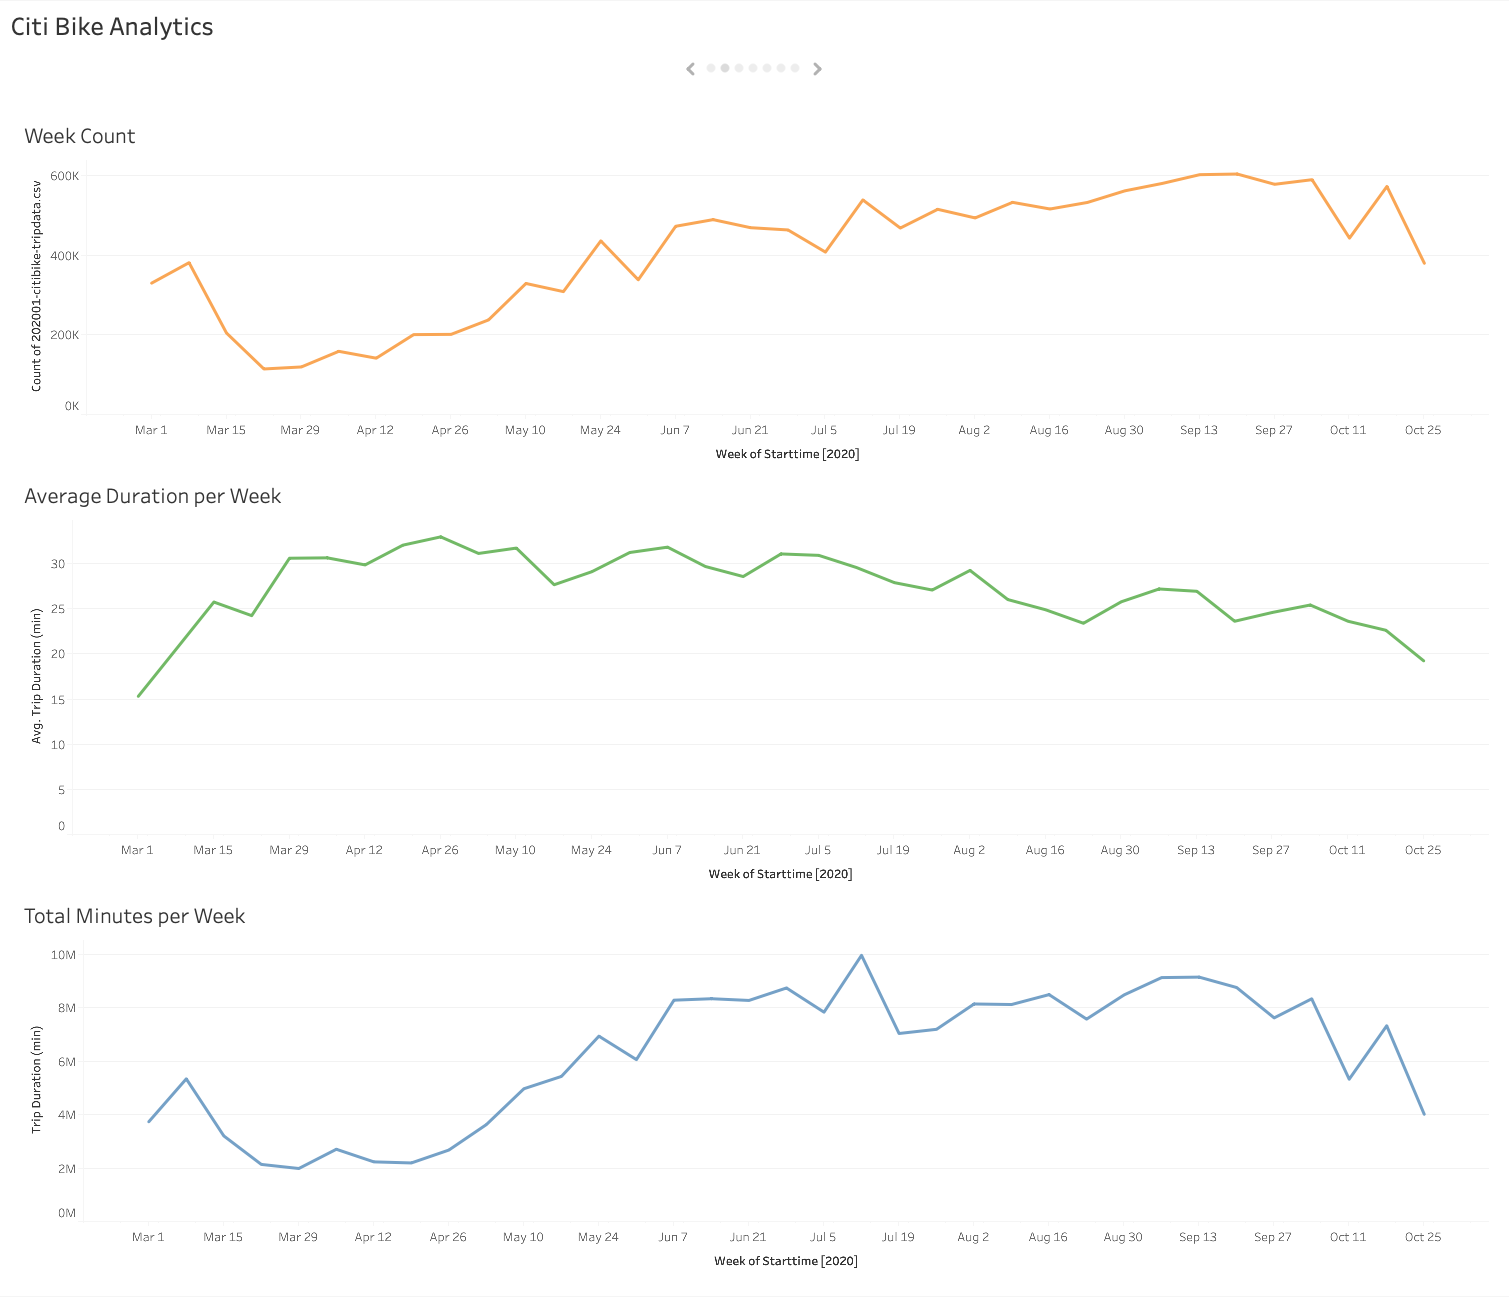 Citi Bike Analytics
Week Count
Count of 202001-citibike-tripdata.csv
600K
400K
200K
0K
Mar 1 Mar 15 Mar 29 Apr 12 Apr 26 May 10 May 24 Jun 7 Jun 21 Jul 5 Jul 19 Aug 2 Aug 16 Aug 30 Sep 13 Sep 27 Oct 11 Oct 25
Week of Starttime [2020]
Average Duration per Week
Avg. Trip Duration (min)
30
25
20
15
10
5
0
Mar 1 Mar 15 Mar 29 Apr 12 Apr 26 May 10 May 24 Jun 7 Jun 21 Jul 5 Jul 19 Aug 2 Aug 16 Aug 30 Sep 13 Sep 27 Oct 11 Oct 25
Week of Starttime [2020]
Total Minutes per Week
Trip Duration (min)
10M
8M
6M
4M
2M
0M
Mar 1 Mar 15 Mar 29 Apr 12 Apr 26 May 10 May 24 Jun 7 Jun 21 Jul 5 Jul 19 Aug 2 Aug 16 Aug 30 Sep 13 Sep 27 Oct 11 Oct 25
Week of Starttime [2020]